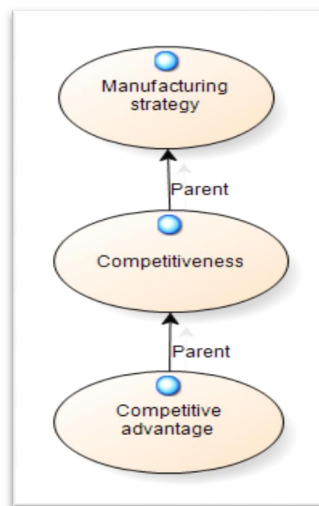 Manufacturing
strategy
Parent
Competitiveness
Parent
Competitive
advantage